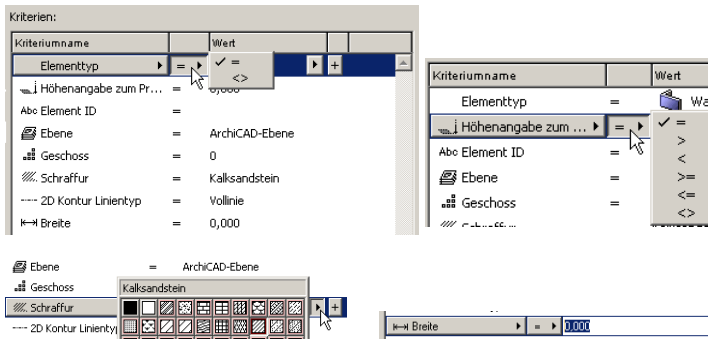 Kriterien:
Kriteriumname Wert
Elementtyp = ✓ = +
<>
Höhenangabe zum Pr... =
Abc Element ID =
Ebene = ArchiCAD-Ebene
Geschoss = 0
Schraffur = Kalksandstein
2D Kontur Linientyp = Vollinie
Breite = 0,000
Kriteriumname Wert
Elementtyp = Wa
Höhenangabe zum ... = ✓ =
>
Abc Element ID <
Ebene = >=
Geschoss = <=
<>
Ebene = ArchiCAD-Ebene
Geschoss Kalksandstein
Schraffur +
2D Kontur Linienty
Breite = 0,000